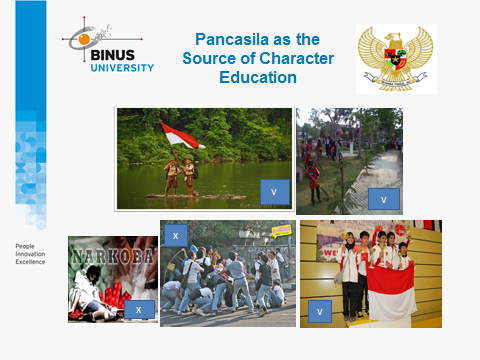 BINUS
UNIVERSITY
Pancasila as the
Source of Character
Education
V
V
NARKOBA
X
X
V
People
Innovation
Excellence